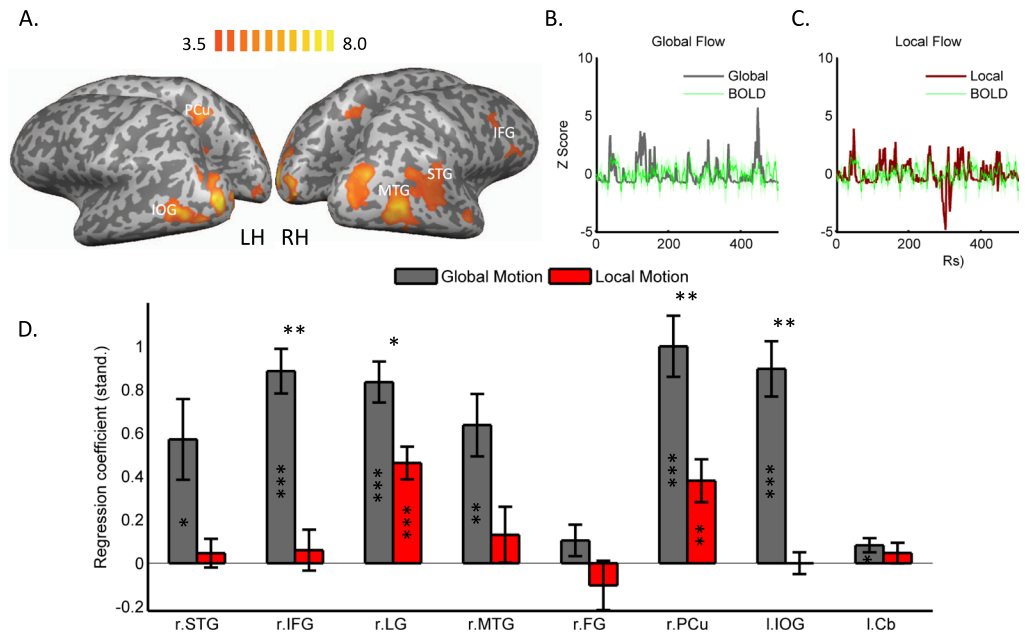 A.
3.5 8.0
PCu
IOG
LH RH
IFG
STG
MTG
B.
Global Flow
Global
BOLD
Z Score
10
5
0
-5
0 200 400
C.
Local Flow
Local
BOLD
10
5
0
-5
0 200 400
Rs)
Global Motion Local Motion
D.
Regression coefficient (stand.)
1
0.8
0.6
0.4
0.2
0
-0.2
** * ** **
* *** *** *** ** *** ** *** *
r.STG r.IFG r.LG r.MTG r.FG r.PCu l.IOG l.Cb